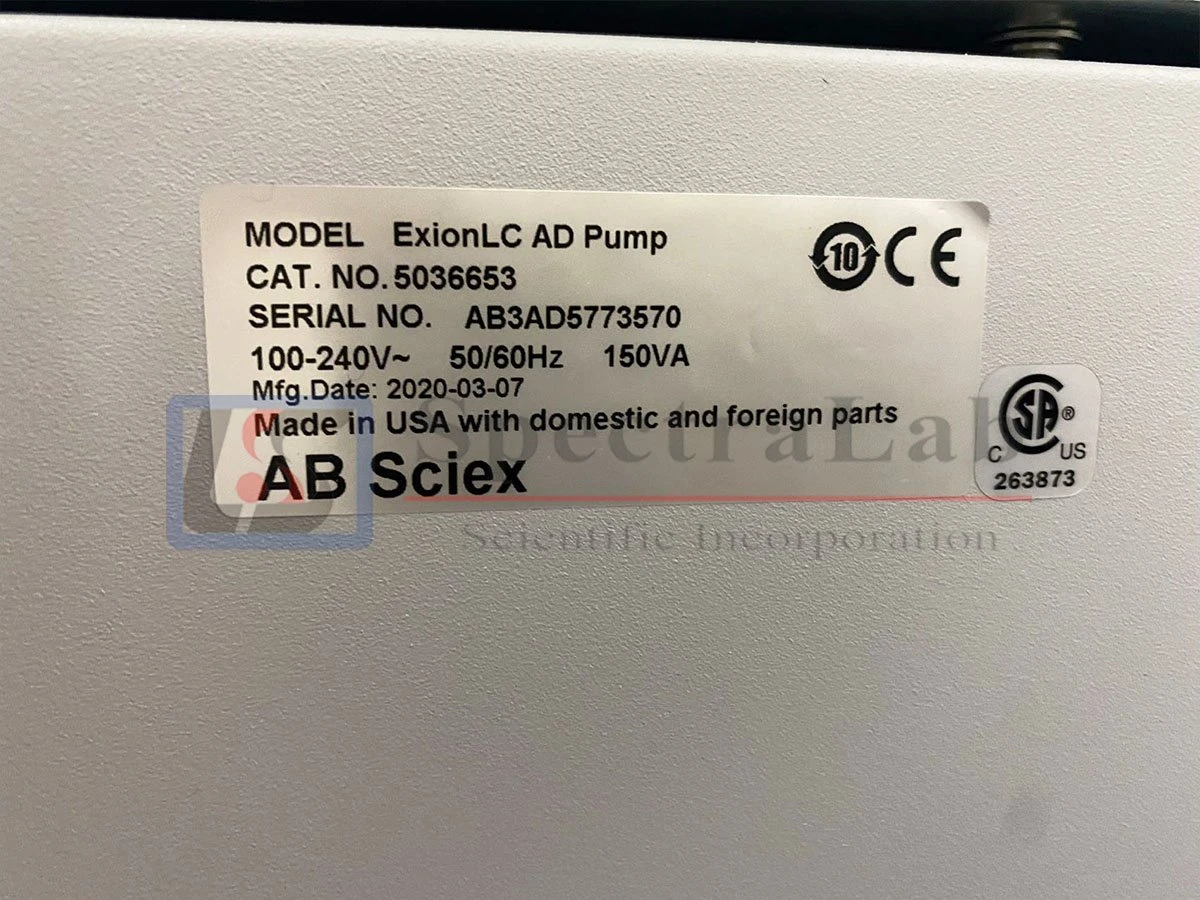 MODEL ExionLC AD Pump
CAT. NO. 5036653
SERIAL NO. AB3AD5773570
100-240V~ 50/60Hz 150VA
Mfg.Date: 2020-03-07
Made in USA with domestic and foreign parts
AB Sciex
10 CE
SA ®
C US
263873
SpectraLab
Scientific Incorporation